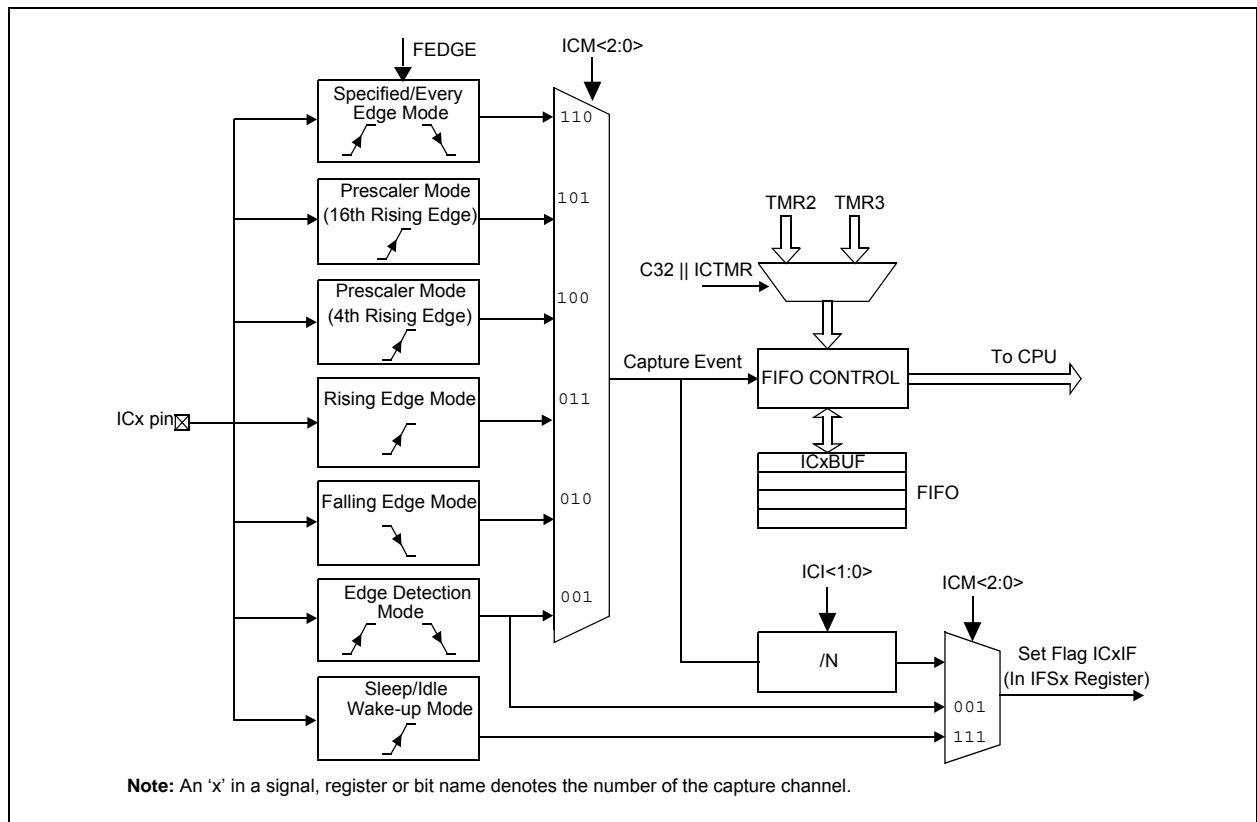 FEDGE
ICM<2:0>
Specified/Every
Edge Mode
110
Prescaler Mode
(16th Rising Edge)
101
TMR2
TMR3
C32 || ICTMR
Prescaler Mode
(4th Rising Edge)
100
Capture Event
FIFO CONTROL
To CPU
ICx pin
Rising Edge Mode
011
ICxBUF
FIFO
Falling Edge Mode
010
ICI<1:0>
ICM<2:0>
Edge Detection
Mode
001
/N
Set Flag ICxIF
(In IFSx Register)
Sleep/Idle
Wake-up Mode
001
111
Note: An ‘x’ in a signal, register or bit name denotes the number of the capture channel.